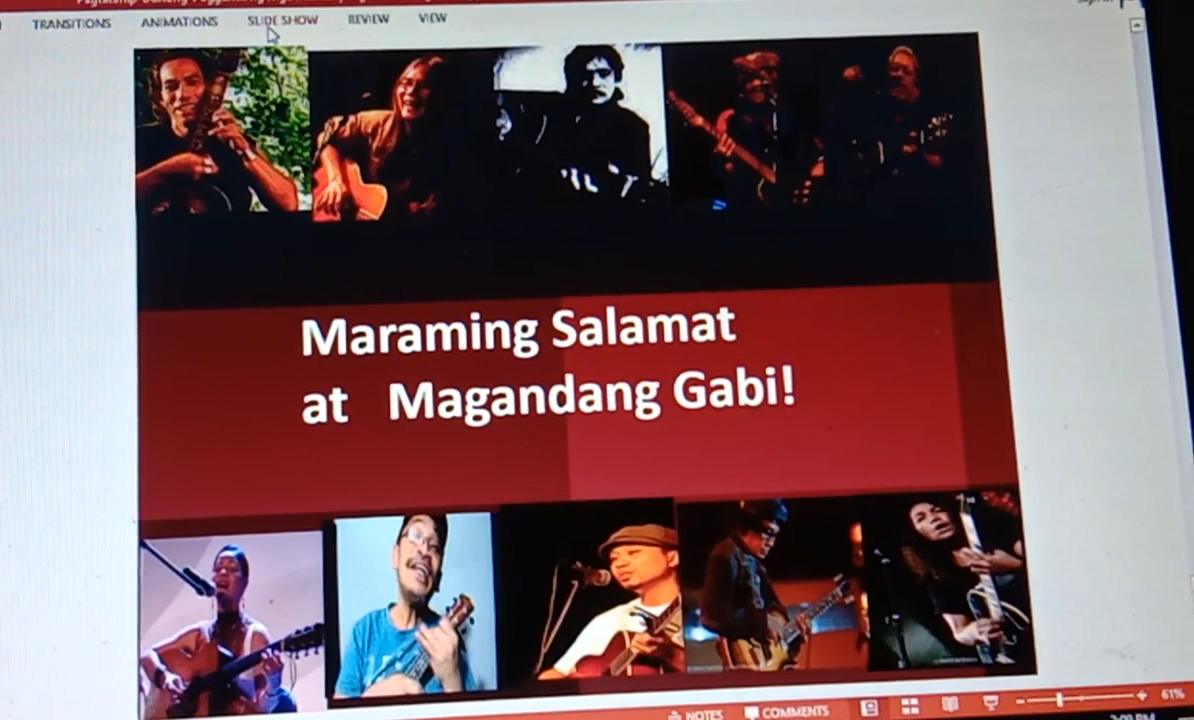 TRANSITIONS ANIMATIONS SLIDE SHOW REVIEW VIEW
Maraming Salamat
at Magandang Gabi!
NOTES COMMENTS 61%